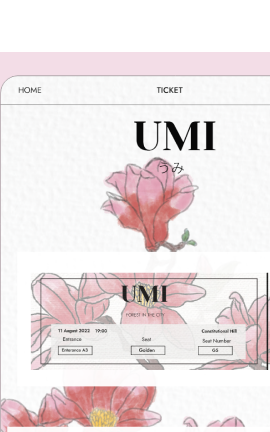 HOME TICKET
UMI
うみ
UMI
FOREST IN THE CITY
11 August 2022 19:00 Constitutional Hill
Entrance Seat Seat Number
Enterance A3 Golden G5